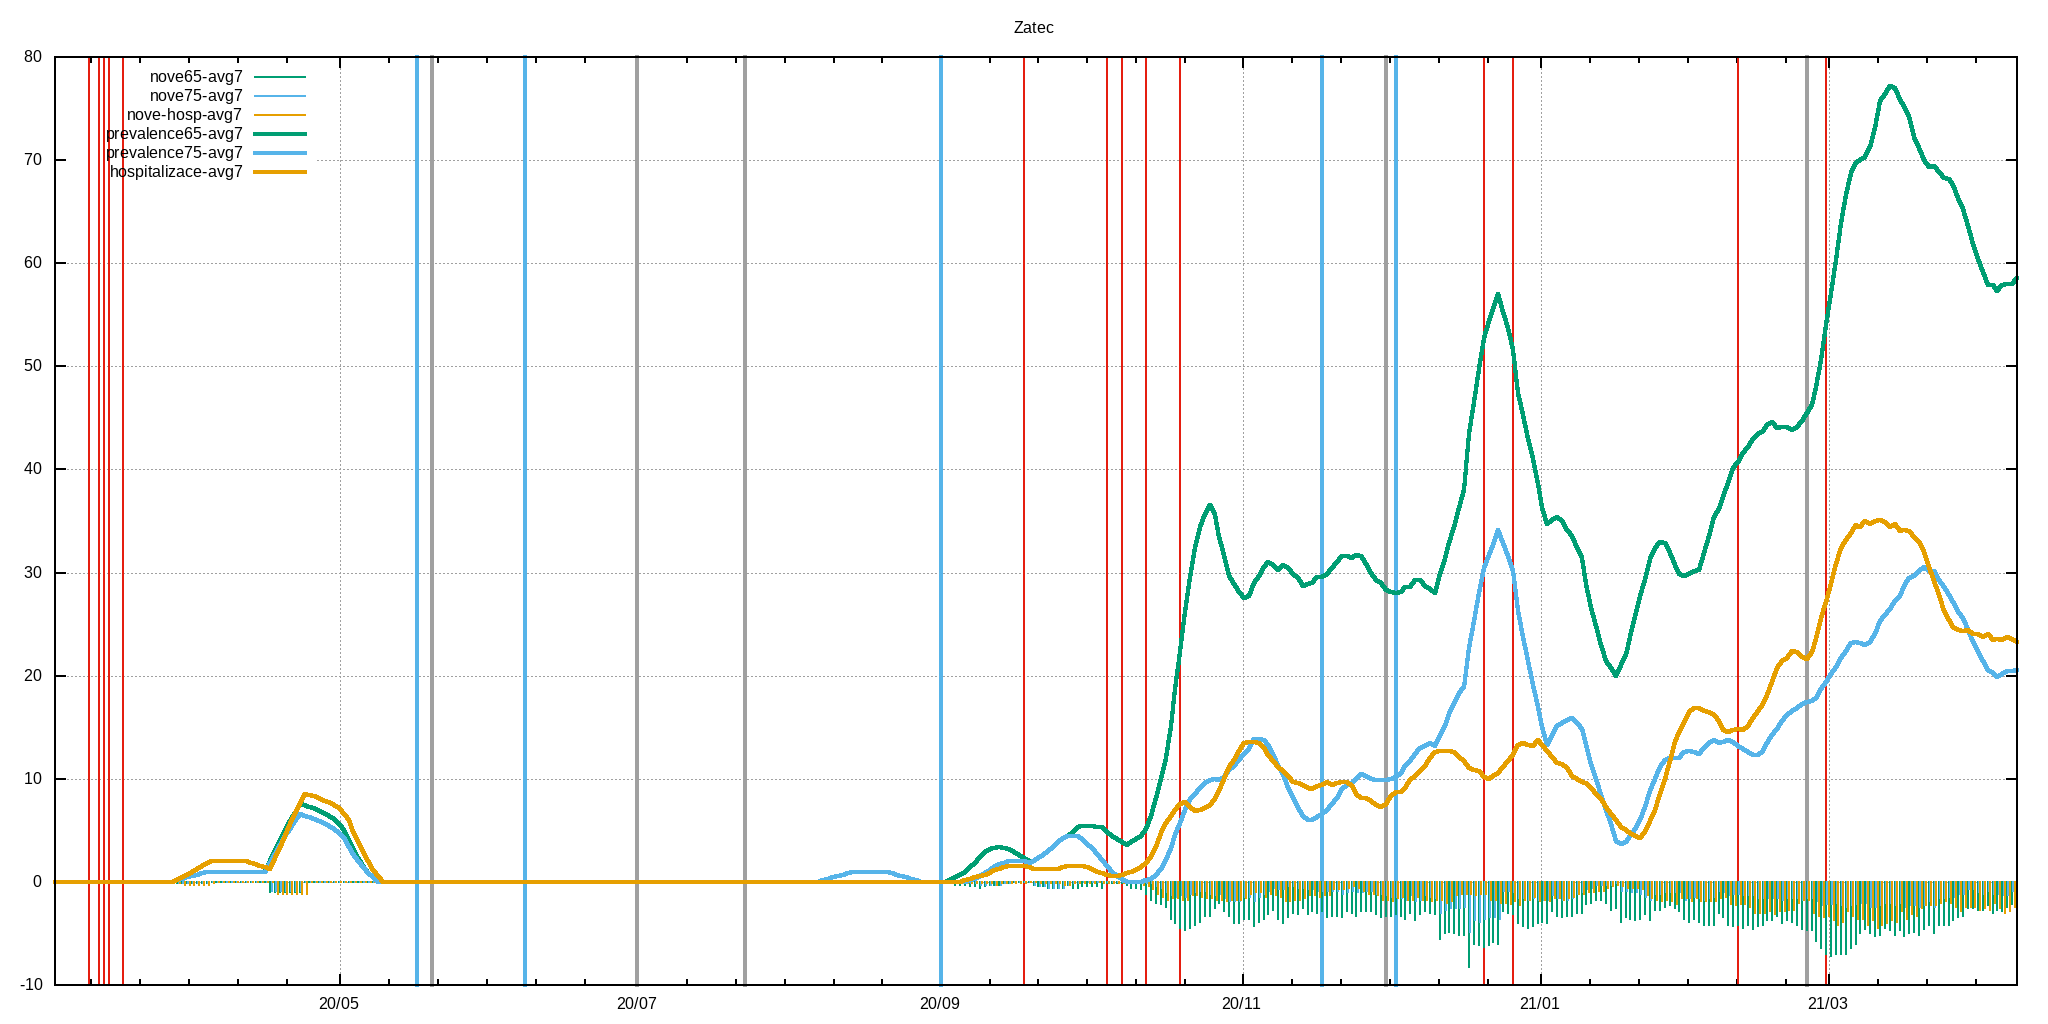 Zatec
80
nove65-avg7
nove75-avg7
nove-hosp-avg7
prevalence65-avg7
prevalence75-avg7
hospitalizace-avg7
70
60
50
40
30
20
10
0
-10
20/05
20/07
20/09
20/11
21/01
21/03